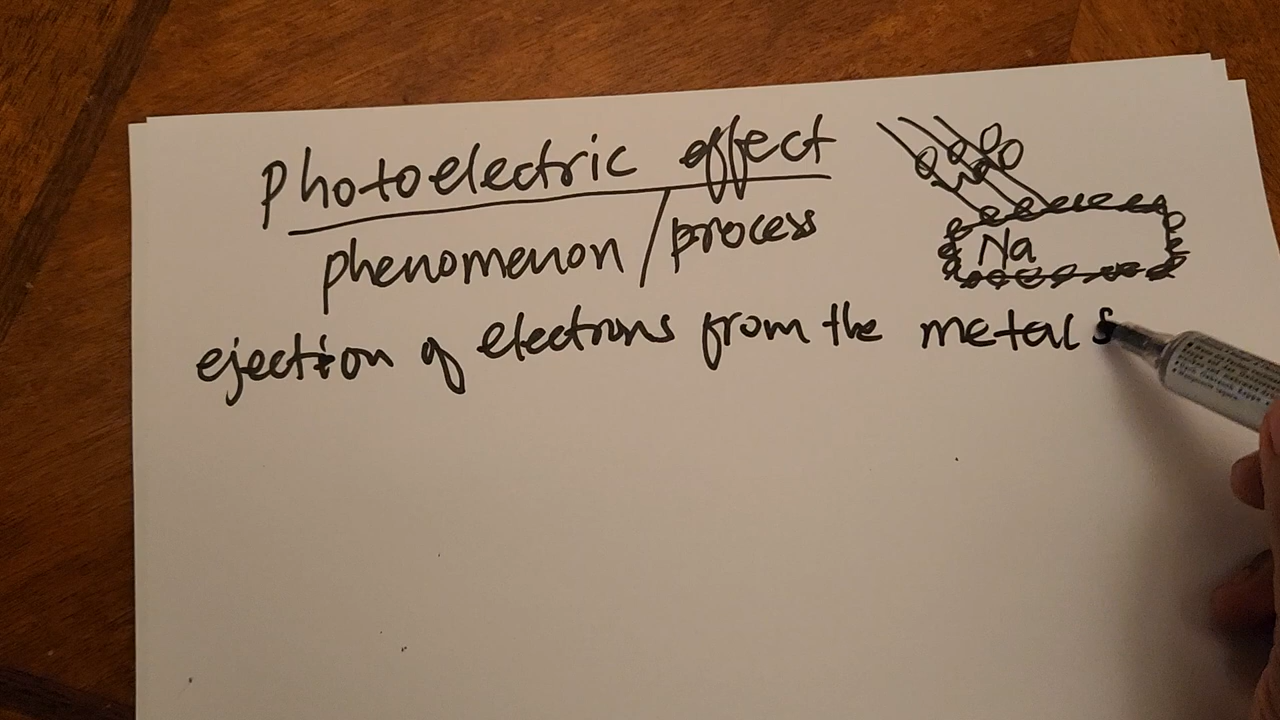 Photoelectric effect
phenomenon / process
Na
ejection of electrons from the metal s